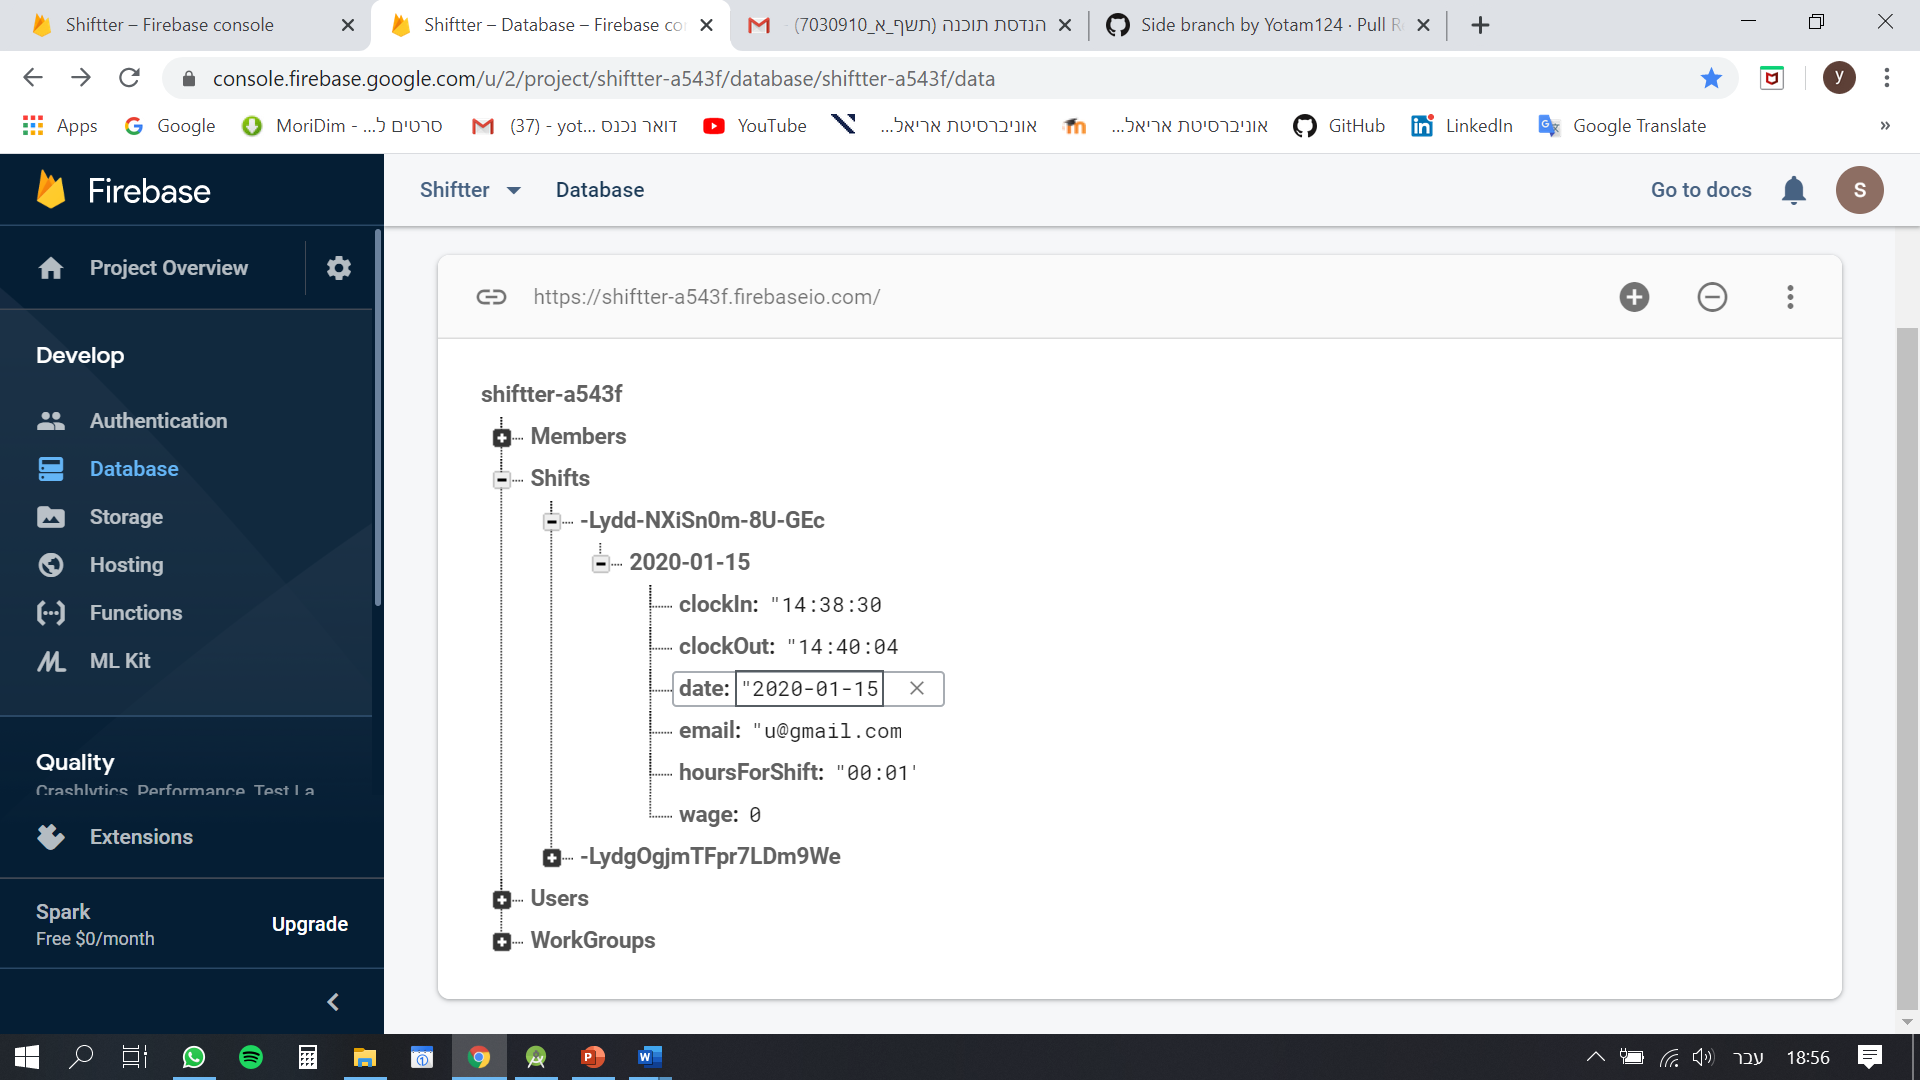 Shiftter – Firebase console
Shiftter – Database – Firebase co
הנדסת תוכנה (תשף_א_7030910) -
Side branch by Yotam124 · Pull R
console.firebase.google.com/u/2/project/shiftter-a543f/database/shiftter-a543f/data
y
Apps
Google
MoriDim - ...סרטים ל
(37) - yot... דואר נכנס
YouTube
אוניברסיטת אריאל...
אוניברסיטת אריאל...
GitHub
LinkedIn
Google Translate
»
Firebase
Shiftter
Database
Go to docs
S
Project Overview
https://shiftter-a543f.firebaseio.com/
Develop
Authentication
Database
Storage
Hosting
Functions
ML Kit
Quality
Crashlytics, Performance, Test La
Extensions
Spark
Free $0/month
Upgrade
shiftter-a543f
Members
Shifts
-Lydd-NXiSn0m-8U-GEc
2020-01-15
clockIn: "14:38:30
clockOut: "14:40:04
date: "2020-01-15
email: "u@gmail.com
hoursForShift: "00:01'
wage: 0
-LydgOgjmTFpr7LDm9We
Users
WorkGroups
עבר
18:56